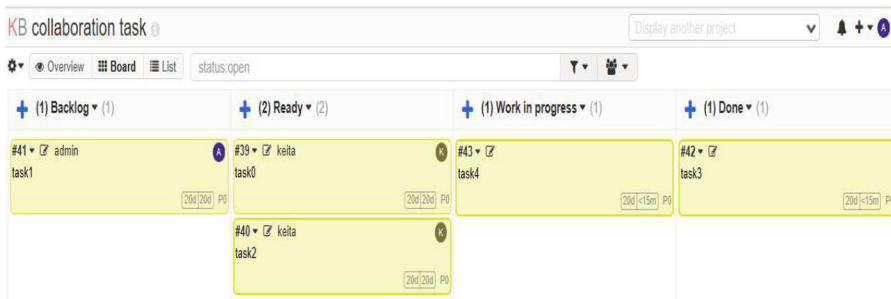 KB collaboration task
Display another project
A
Overview Board List status:open
(1) Backlog (1)
(2) Ready (2)
(1) Work in progress (1)
(1) Done (1)
#41 admin A
task1
20d 20d P0
#39 keita K
task0
20d 20d P0
#40 keita K
task2
20d 20d P0
#43
task4
20d <15m P0
#42
task3
20d <15m P